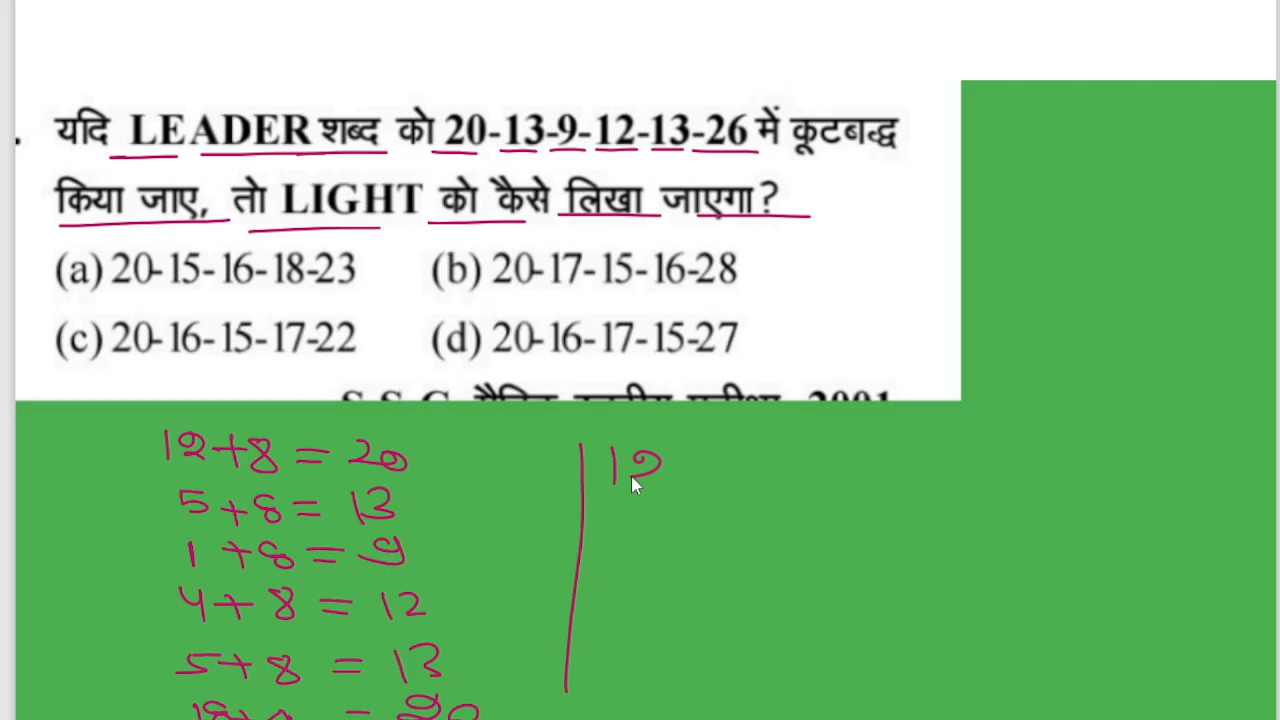 . यदि LEADER शब्द को 20-13-9-12-13-26 में कूटबद्ध
किया जाए, तो LIGHT को कैसे लिखा जाएगा?
(a) 20-15-16-18-23 (b) 20-17-15-16-28
(c) 20-16-15-17-22 (d) 20-16-17-15-27
12+8 = 20
5+8 = 13
1+8 = 9
4+8 = 12
5+8 = 13
12